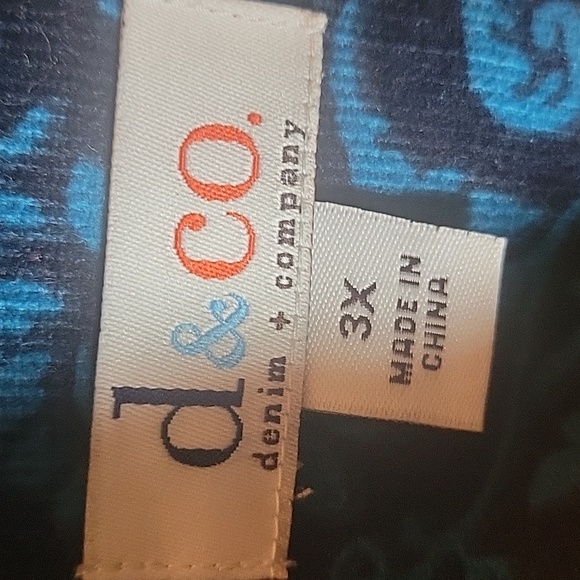 d&CO.
denim + company
3X
MADE IN
CHINA